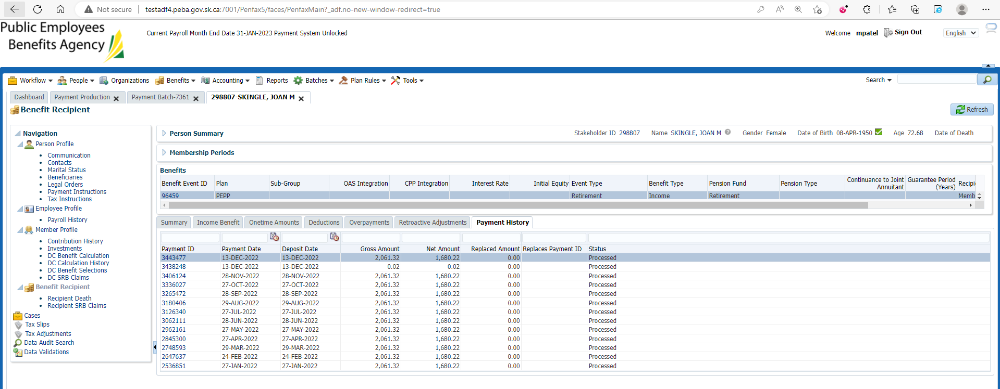 Not secure | testadf4.peba.gov.sk.ca:7001/Penfax5/faces/PenfaxMain?_adf.no-new-window-redirect=true
Public Employees
Benefits Agency
Current Payroll Month End Date 31-JAN-2023 Payment System Unlocked
Welcome mpatel Sign Out English
Workflow People Organizations Benefits Accounting Reports Batches Plan Rules Tools Search
Dashboard Payment Production Payment Batch-7361 298807-SKINGLE, JOAN M
Benefit Recipient
Refresh
Navigation
Person Profile
Communication
Contacts
Marital Status
Beneficiaries
Legal Orders
Payment Instructions
Tax Instructions
Employee Profile
Payroll History
Member Profile
Contribution History
Investments
DC Benefit Calculation
DC Calculation History
DC Benefit Selections
DC SRB Claims
Benefit Recipient
Recipient Death
Recipient SRB Claims
Cases
Tax Slips
Tax Adjustments
Data Audit Search
Data Validations
Person Summary Stakeholder ID 298807 Name SKINGLE, JOAN M Gender Female Date of Birth 08-APR-1950 Age 72.68 Date of Death
Membership Periods
Benefits
Benefit Event ID Plan Sub-Group OAS Integration CPP Integration Interest Rate Initial Equity Event Type Benefit Type Pension Fund Pension Type Continuance to Joint Annuitant Guarantee Period (Years) Recipi
96459 PEPP Retirement Income Retirement Memb
Summary Income Benefit Onetime Amounts Deductions Overpayments Retroactive Adjustments Payment History
Payment ID Payment Date Deposit Date Gross Amount Net Amount Replaced Amount Replaces Payment ID Status
3443477 13-DEC-2022 13-DEC-2022 2,061.32 1,680.22 0.00 Processed
3438248 13-DEC-2022 13-DEC-2022 0.02 0.02 0.00 Processed
3406124 28-NOV-2022 28-NOV-2022 2,061.32 1,680.22 0.00 Processed
3336027 27-OCT-2022 27-OCT-2022 2,061.32 1,680.22 0.00 Processed
3265472 28-SEP-2022 28-SEP-2022 2,061.32 1,680.22 0.00 Processed
3180406 29-AUG-2022 29-AUG-2022 2,061.32 1,680.22 0.00 Processed
3126340 27-JUL-2022 27-JUL-2022 2,061.32 1,680.22 0.00 Processed
3062111 28-JUN-2022 28-JUN-2022 2,061.32 1,680.22 0.00 Processed
2962161 27-MAY-2022 27-MAY-2022 2,061.32 1,680.22 0.00 Processed
2845300 27-APR-2022 27-APR-2022 2,061.32 1,680.22 0.00 Processed
2748593 29-MAR-2022 29-MAR-2022 2,061.32 1,680.22 0.00 Processed
2647637 24-FEB-2022 24-FEB-2022 2,061.32 1,680.22 0.00 Processed
2536851 27-JAN-2022 27-JAN-2022 2,061.32 1,680.22 0.00 Processed